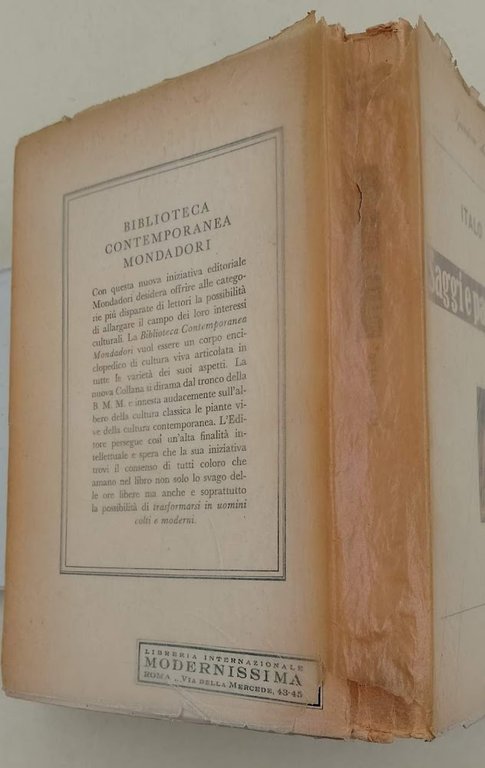 BIBLIOTECA
CONTEMPORANEA
MONDADORI
Con questa nuova iniziativa editoriale
Mondadori desidera offrire alle catego-
rie più disparate di lettori la possibilità
di allargare il campo dei loro interessi
culturali. La Biblioteca Contemporanea
Mondadori vuol essere un corpo enci-
clopedico di cultura viva articolata in
tutte le varietà dei suoi aspetti. La
nuova Collana si dirama dal tronco della
B. M. M. e innesta audacemente sull'al-
bero della cultura classica le piante vi-
ve della cultura contemporanea. L'Edi-
tore persegue così un'alta finalità in-
tellettuale e spera che la sua iniziativa
trovi il consenso di tutti coloro che
amano nel libro non solo lo svago del-
le ore libere ma anche e soprattutto
la possibilità di trasformarsi in uomini
colti e moderni.
LIBRERIA INTERNAZIONALE
MODERNISSIMA
ROMA - VIA DELLA MERCEDE, 43-45
ITALO
Saggi e pa